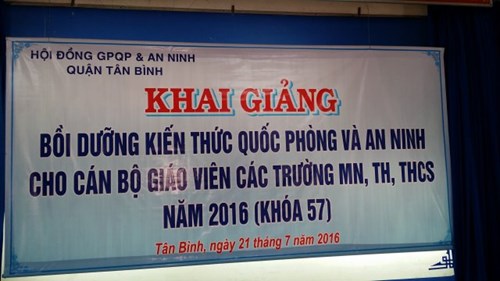 HỘI ĐỒNG GPQP & AN NINH
QUẬN TÂN BÌNH
KHAI GIẢNG
BỒI DƯỠNG KIẾN THỨC QUỐC PHÒNG VÀ AN NINH
CHO CÁN BỘ GIÁO VIÊN CÁC TRƯỜNG MN, TH, THCS
NĂM 2016 (KHÓA 57)
Tân Bình, ngày 21 tháng 7 năm 2016